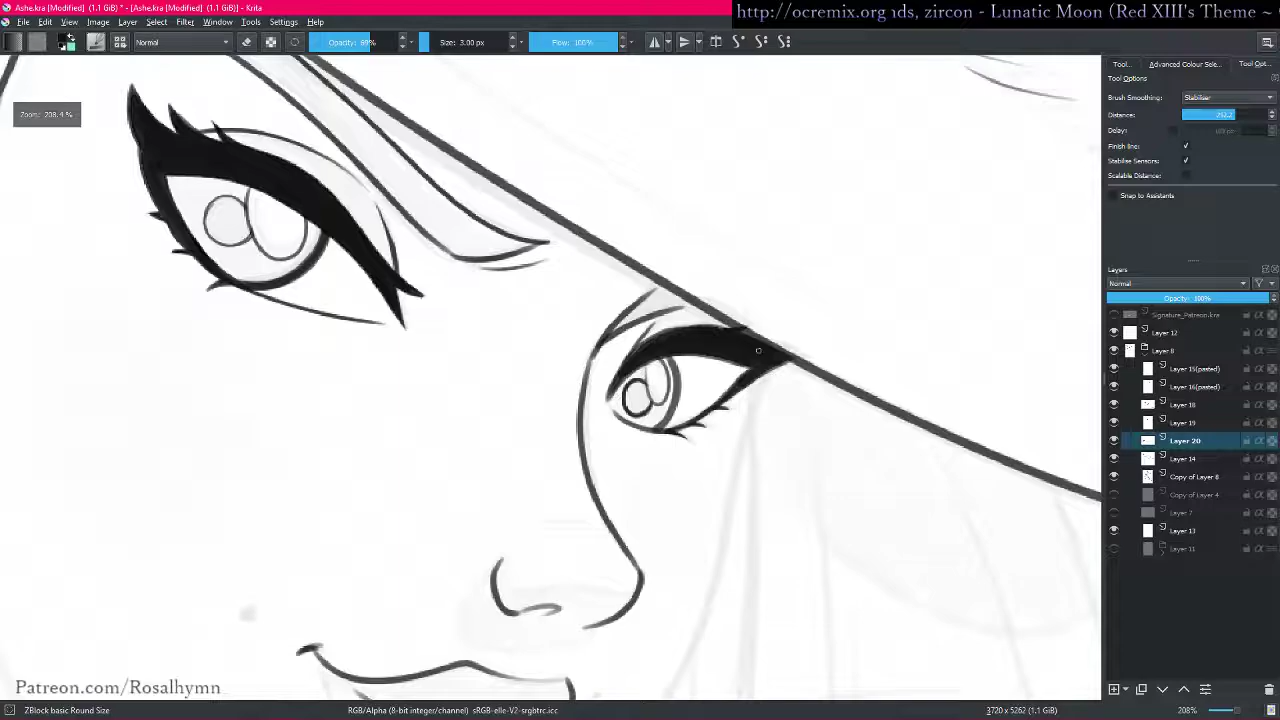 Ashe.kra [Modified] (1.1 GiB) * - [Ashe.kra [Modified] (1.1 GiB)] - Krita
http://ocremix.org
nds, zircon - Lunatic Moon (Red XIII's Theme ~
File Edit View Image Layer Select Filter Window Tools Settings Help
Normal
Opacity: 69%
Size: 3.00 px
Flow: 100%
Tool...
Advanced Colour Sele...
Tool Opt...
Tool Options
Brush Smoothing: Stabiliser
Distance:
Delay:
Finish line:
Stabilise Sensors:
Scalable Distance:
Snap to Assistants
Zoom: 208.4 %
Layers
Normal
Opacity: 100%
Signature_Patreon.kra
Layer 12
Layer 8
Layer 15(pasted)
Layer 16(pasted)
Layer 18
Layer 19
Layer 20
Layer 14
Copy of Layer 8
Copy of Layer 4
Layer 7
Layer 13
Layer 11
Patreon.com/Rosalhymn
ZBlock basic Round Size
RGB/Alpha (8-bit integer/channel) sRGB-elle-V2-srgbtrc.icc
3720 x 5262 (1.1 GiB)
208%